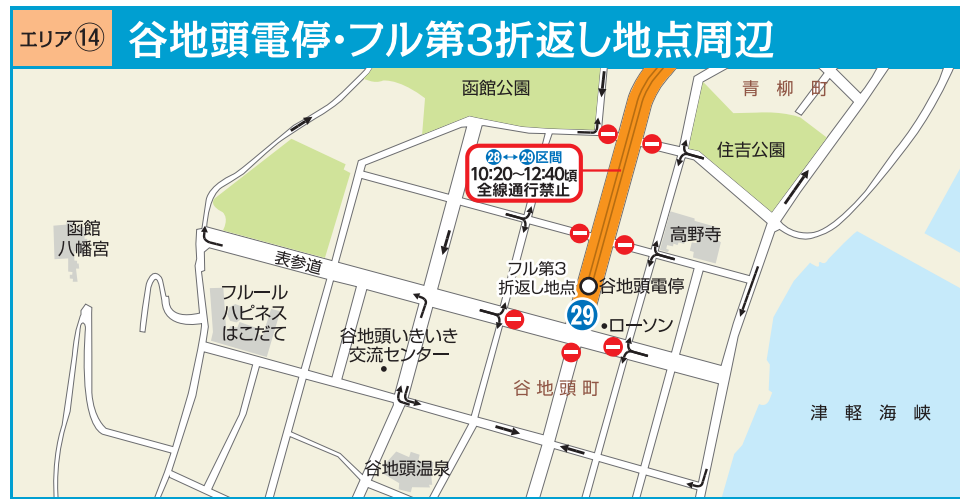 エリア⑭
谷地頭電停・フル第3折返し地点周辺
函館公園
青柳町
住吉公園
28↔29区間
10:20〜12:40頃
全線通行禁止
函館
八幡宮
高野寺
表参道
フル第3
折返し地点
谷地頭電停
フルール
ハピネス
はこだて
29
ローソン
谷地頭いきいき
交流センター
谷地頭町
津軽海峡
谷地頭温泉